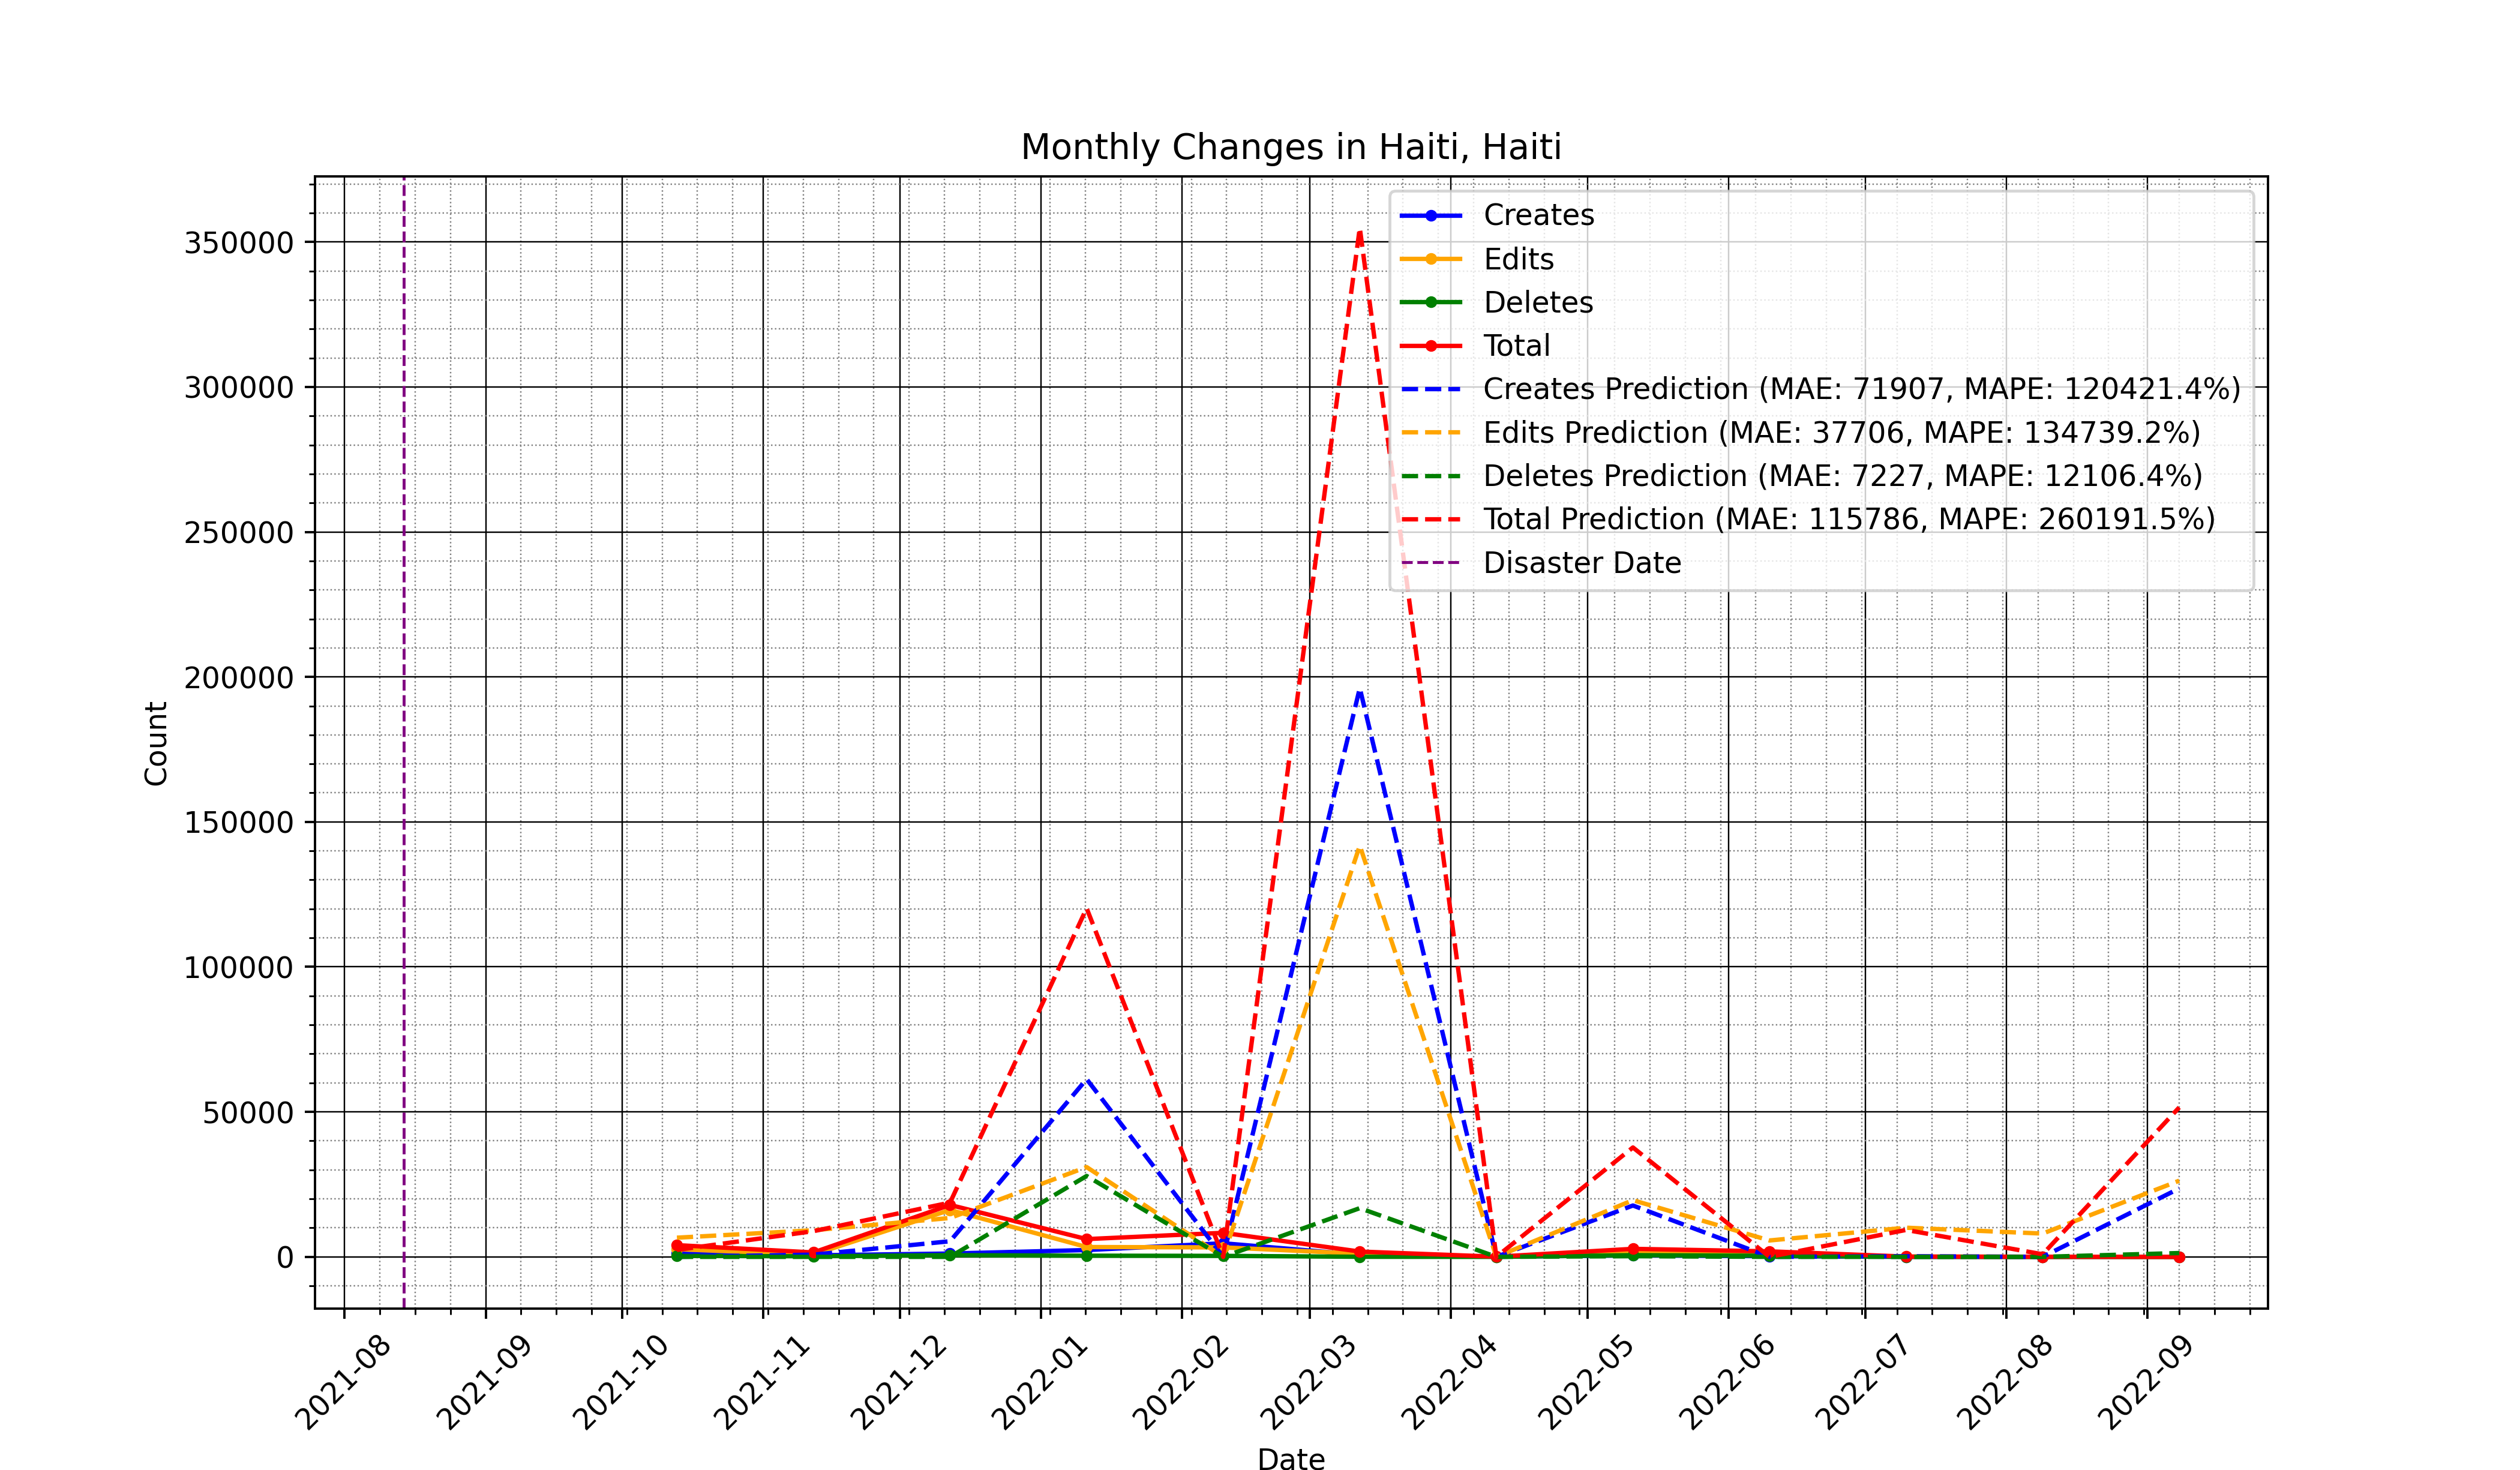 Monthly Changes in Haiti, Haiti
Creates
Edits
Deletes
Total
Creates Prediction (MAE: 71907, MAPE: 120421.4%)
Edits Prediction (MAE: 37706, MAPE: 134739.2%)
Deletes Prediction (MAE: 7227, MAPE: 12106.4%)
Total Prediction (MAE: 115786, MAPE: 260191.5%)
Disaster Date
Count
350000
300000
250000
200000
150000
100000
50000
0
2021-08
2021-09
2021-10
2021-11
2021-12
2022-01
2022-02
2022-03
2022-04
2022-05
2022-06
2022-07
2022-08
2022-09
Date